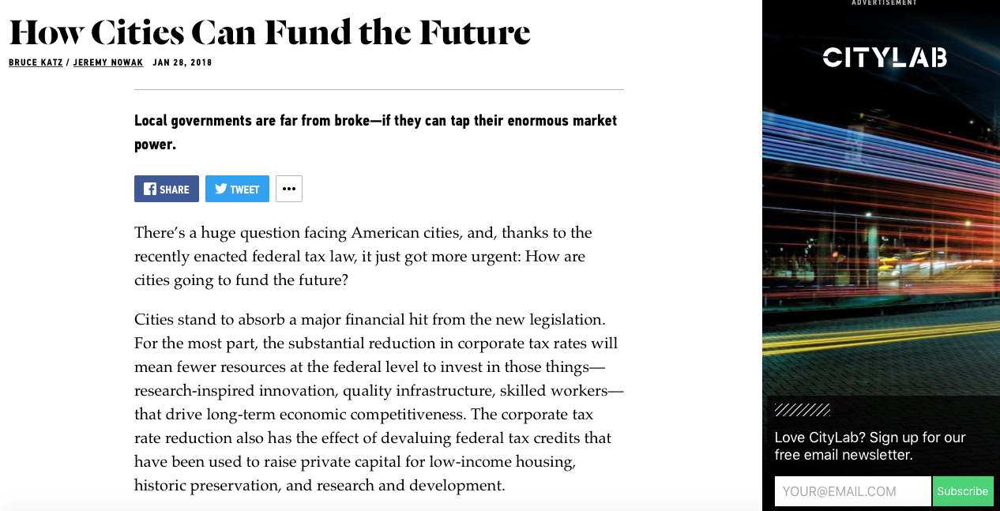 How Cities Can Fund the Future
BRUCE KATZ / JEREMY NOWAK JAN 28, 2018
Local governments are far from broke—if they can tap their enormous market
power.
SHARE
TWEET
There’s a huge question facing American cities, and, thanks to the
recently enacted federal tax law, it just got more urgent: How are
cities going to fund the future?
Cities stand to absorb a major financial hit from the new legislation.
For the most part, the substantial reduction in corporate tax rates will
mean fewer resources at the federal level to invest in those things—
research-inspired innovation, quality infrastructure, skilled workers—
that drive long-term economic competitiveness. The corporate tax
rate reduction also has the effect of devaluing federal tax credits that
have been used to raise private capital for low-income housing,
historic preservation, and research and development.
ADVERTISEMENT
CITYLAB
Love CityLab? Sign up for our
free email newsletter.
YOUR@EMAIL.COM
Subscribe